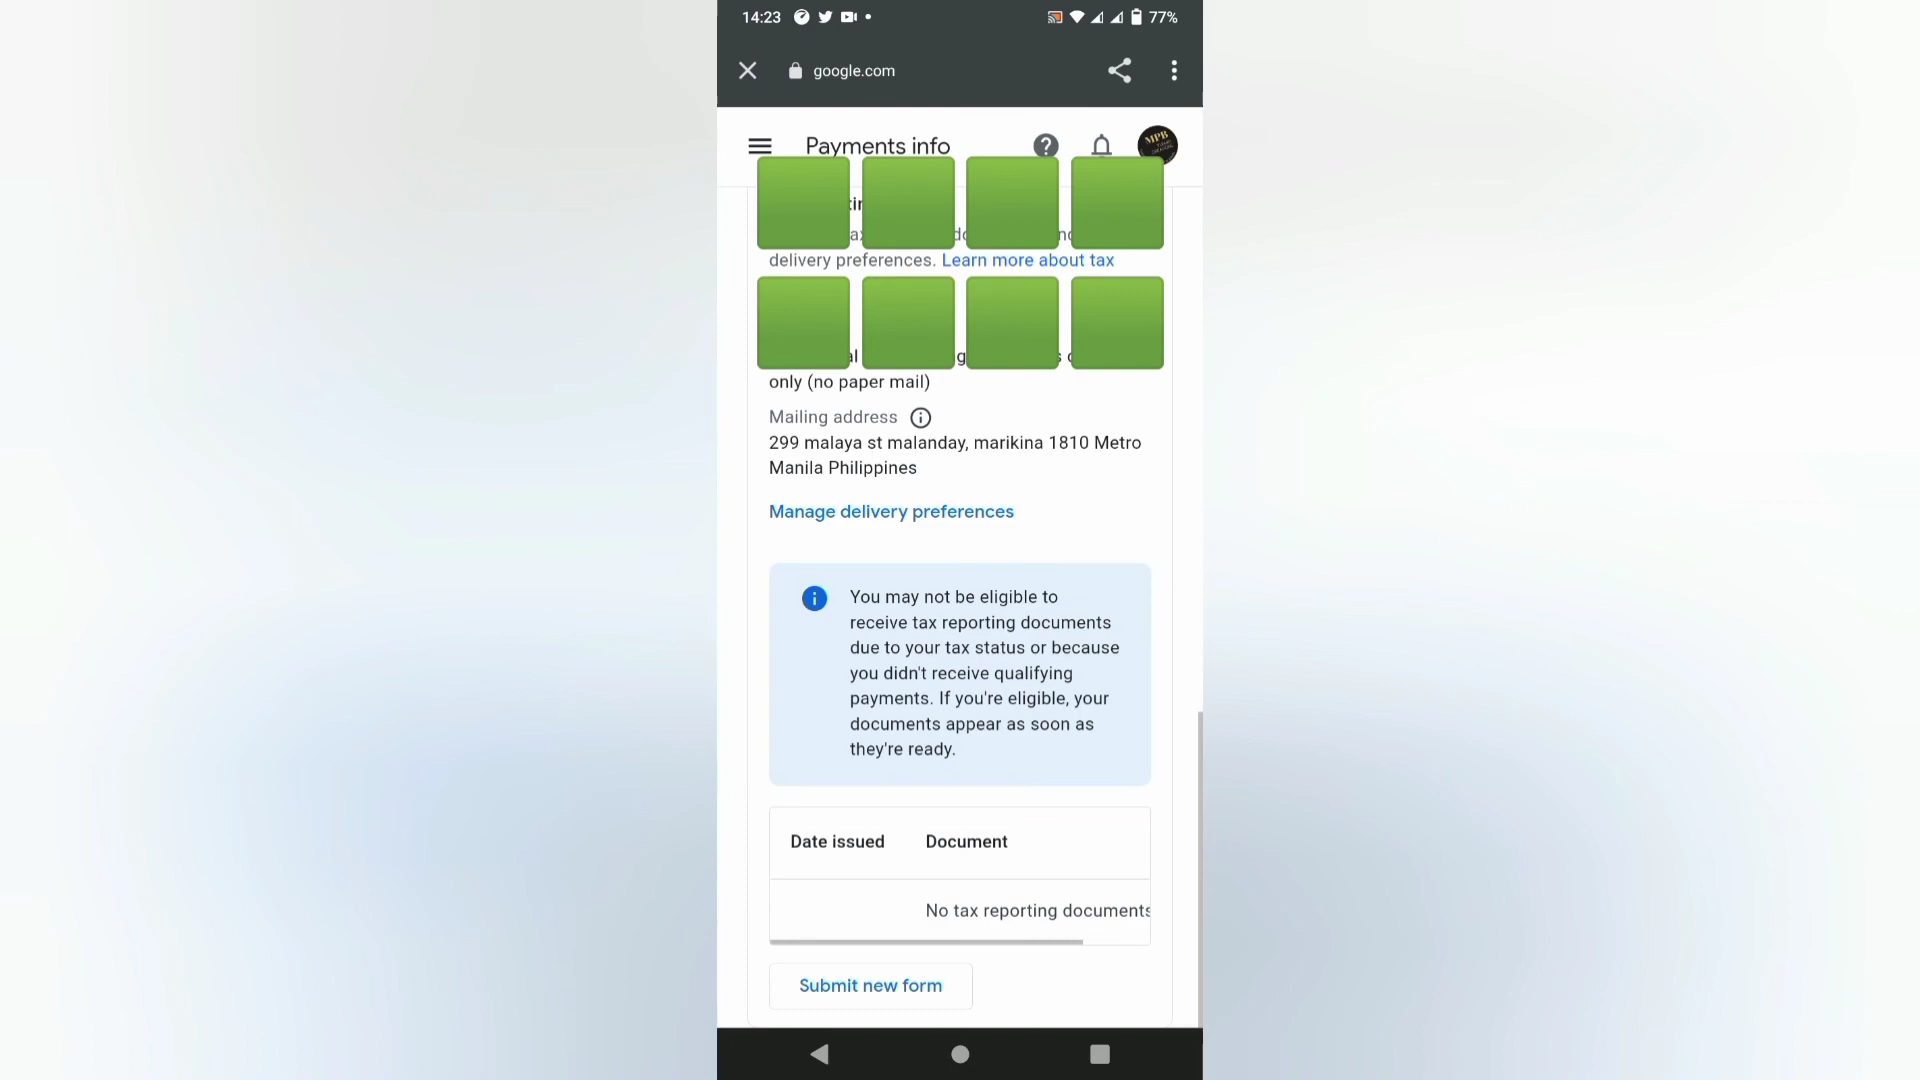 14:23 77%
google.com
Payments info
delivery preferences. Learn more about tax
only (no paper mail)
Mailing address
299 malaya st malanday, marikina 1810 Metro
Manila Philippines
Manage delivery preferences
You may not be eligible to
receive tax reporting documents
due to your tax status or because
you didn't receive qualifying
payments. If you're eligible, your
documents appear as soon as
they're ready.
Date issued Document
No tax reporting documents
Submit new form